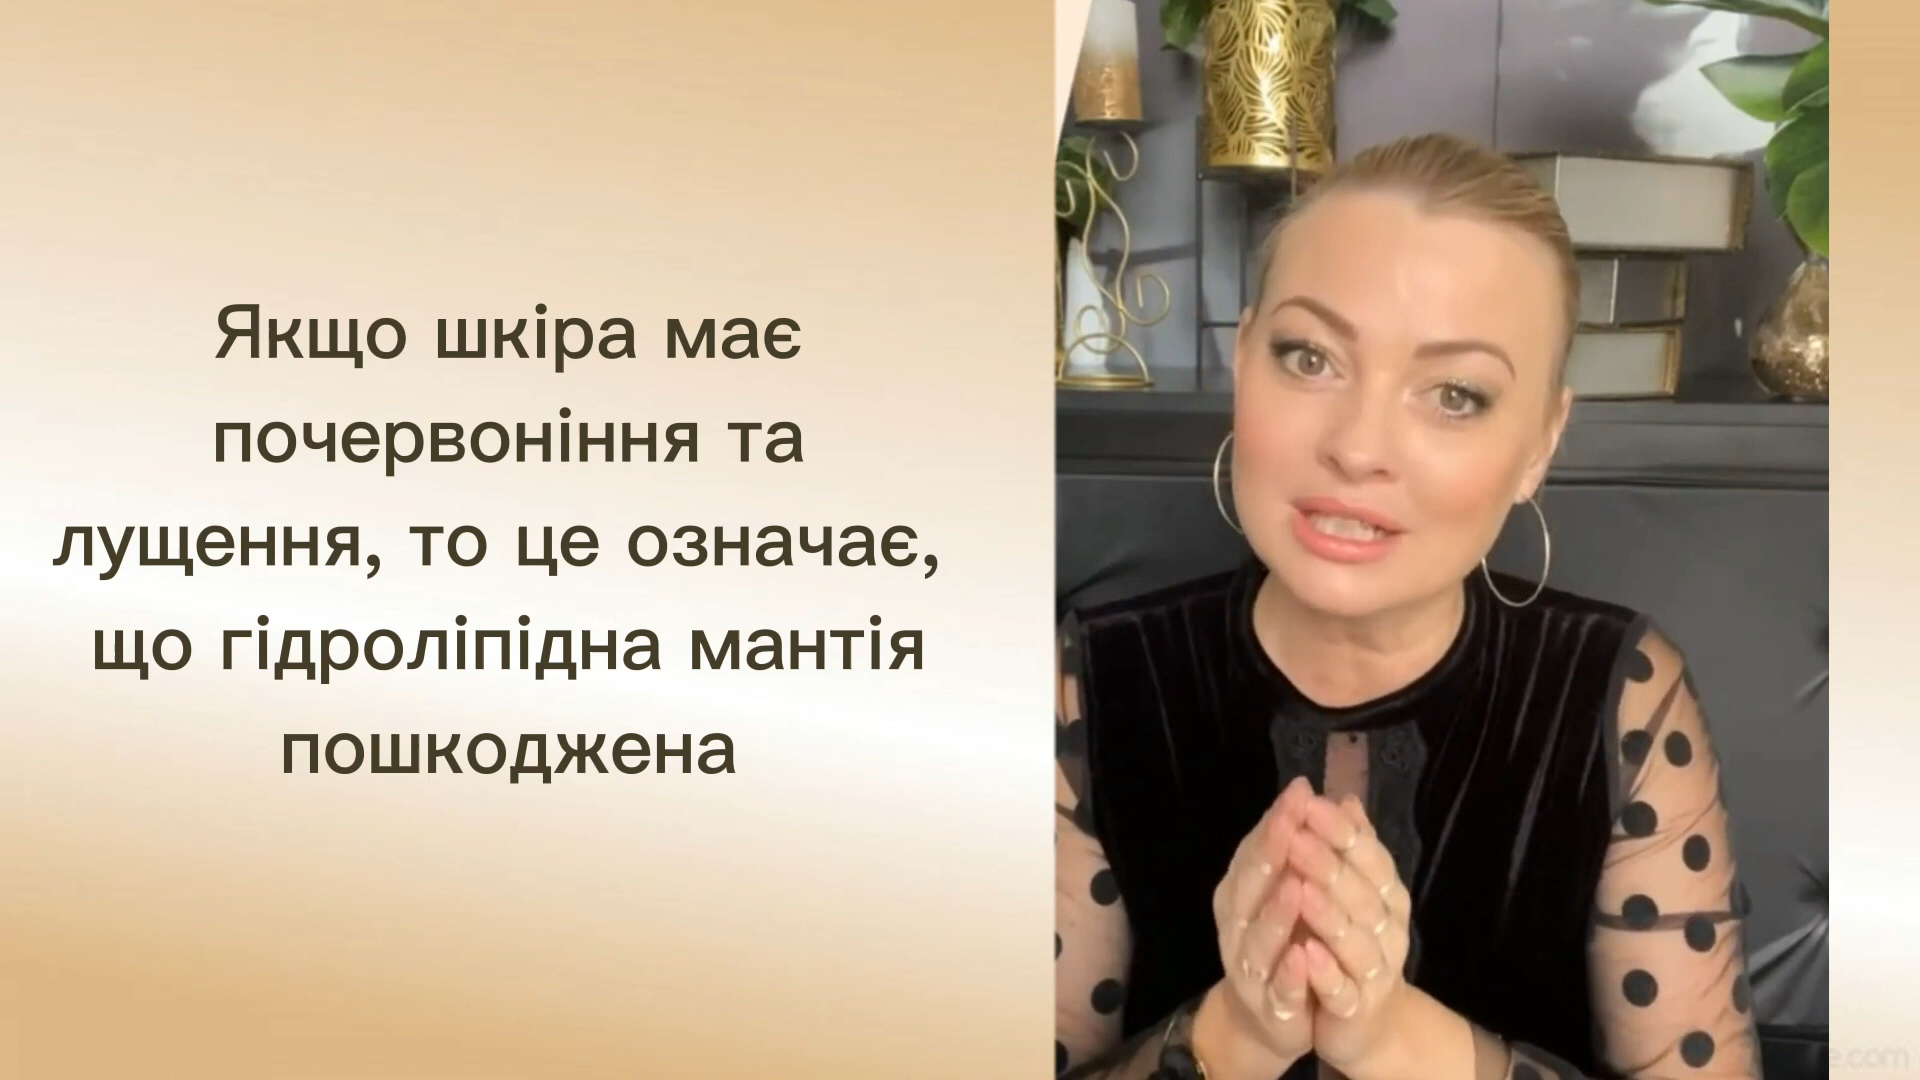 Якщо шкіра має
почервоніння та
лущення, то це означає,
що гідроліпідна мантія
пошкоджена